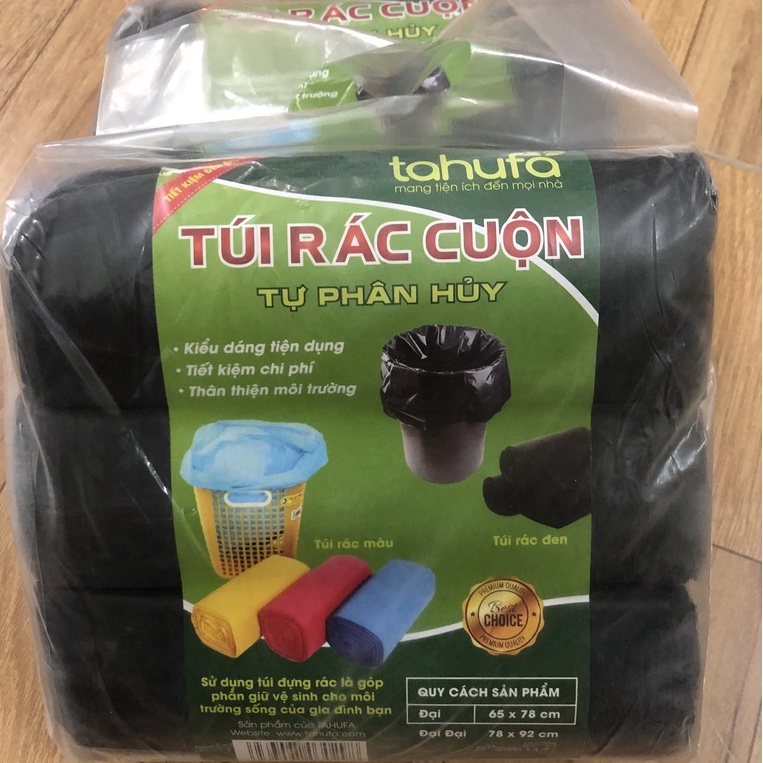 TÚI RÁC CUỘN
HỦY
trường
TIẾT KIỆM
tahufa
mang tiện ích đến mọi nhà
TÚI RÁC CUỘN
TỰ PHÂN HỦY
• Kiểu dáng tiện dụng
• Tiết kiệm chi phí
• Thân thiện môi trường
Túi rác màu
Túi rác đen
PREMIUM QUALITY
Best
CHOICE
PREMIUM QUALITY
Sử dụng túi đựng rác là góp
phần giữ vệ sinh cho môi
trường sống của gia đình bạn
Sản phẩm của TAHUFA
Website: www.tahufa.com
QUY CÁCH SẢN PHẨM
Đại 65 x 78 cm
Đại Đại 78 x 92 cm